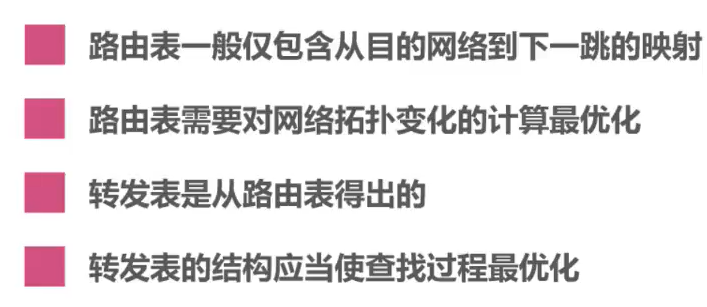 路由表一般仅包含从目的网络到下一跳的映射
路由表需要对网络拓扑变化的计算最优化
转发表是从路由表得出的
转发表的结构应当使查找过程最优化